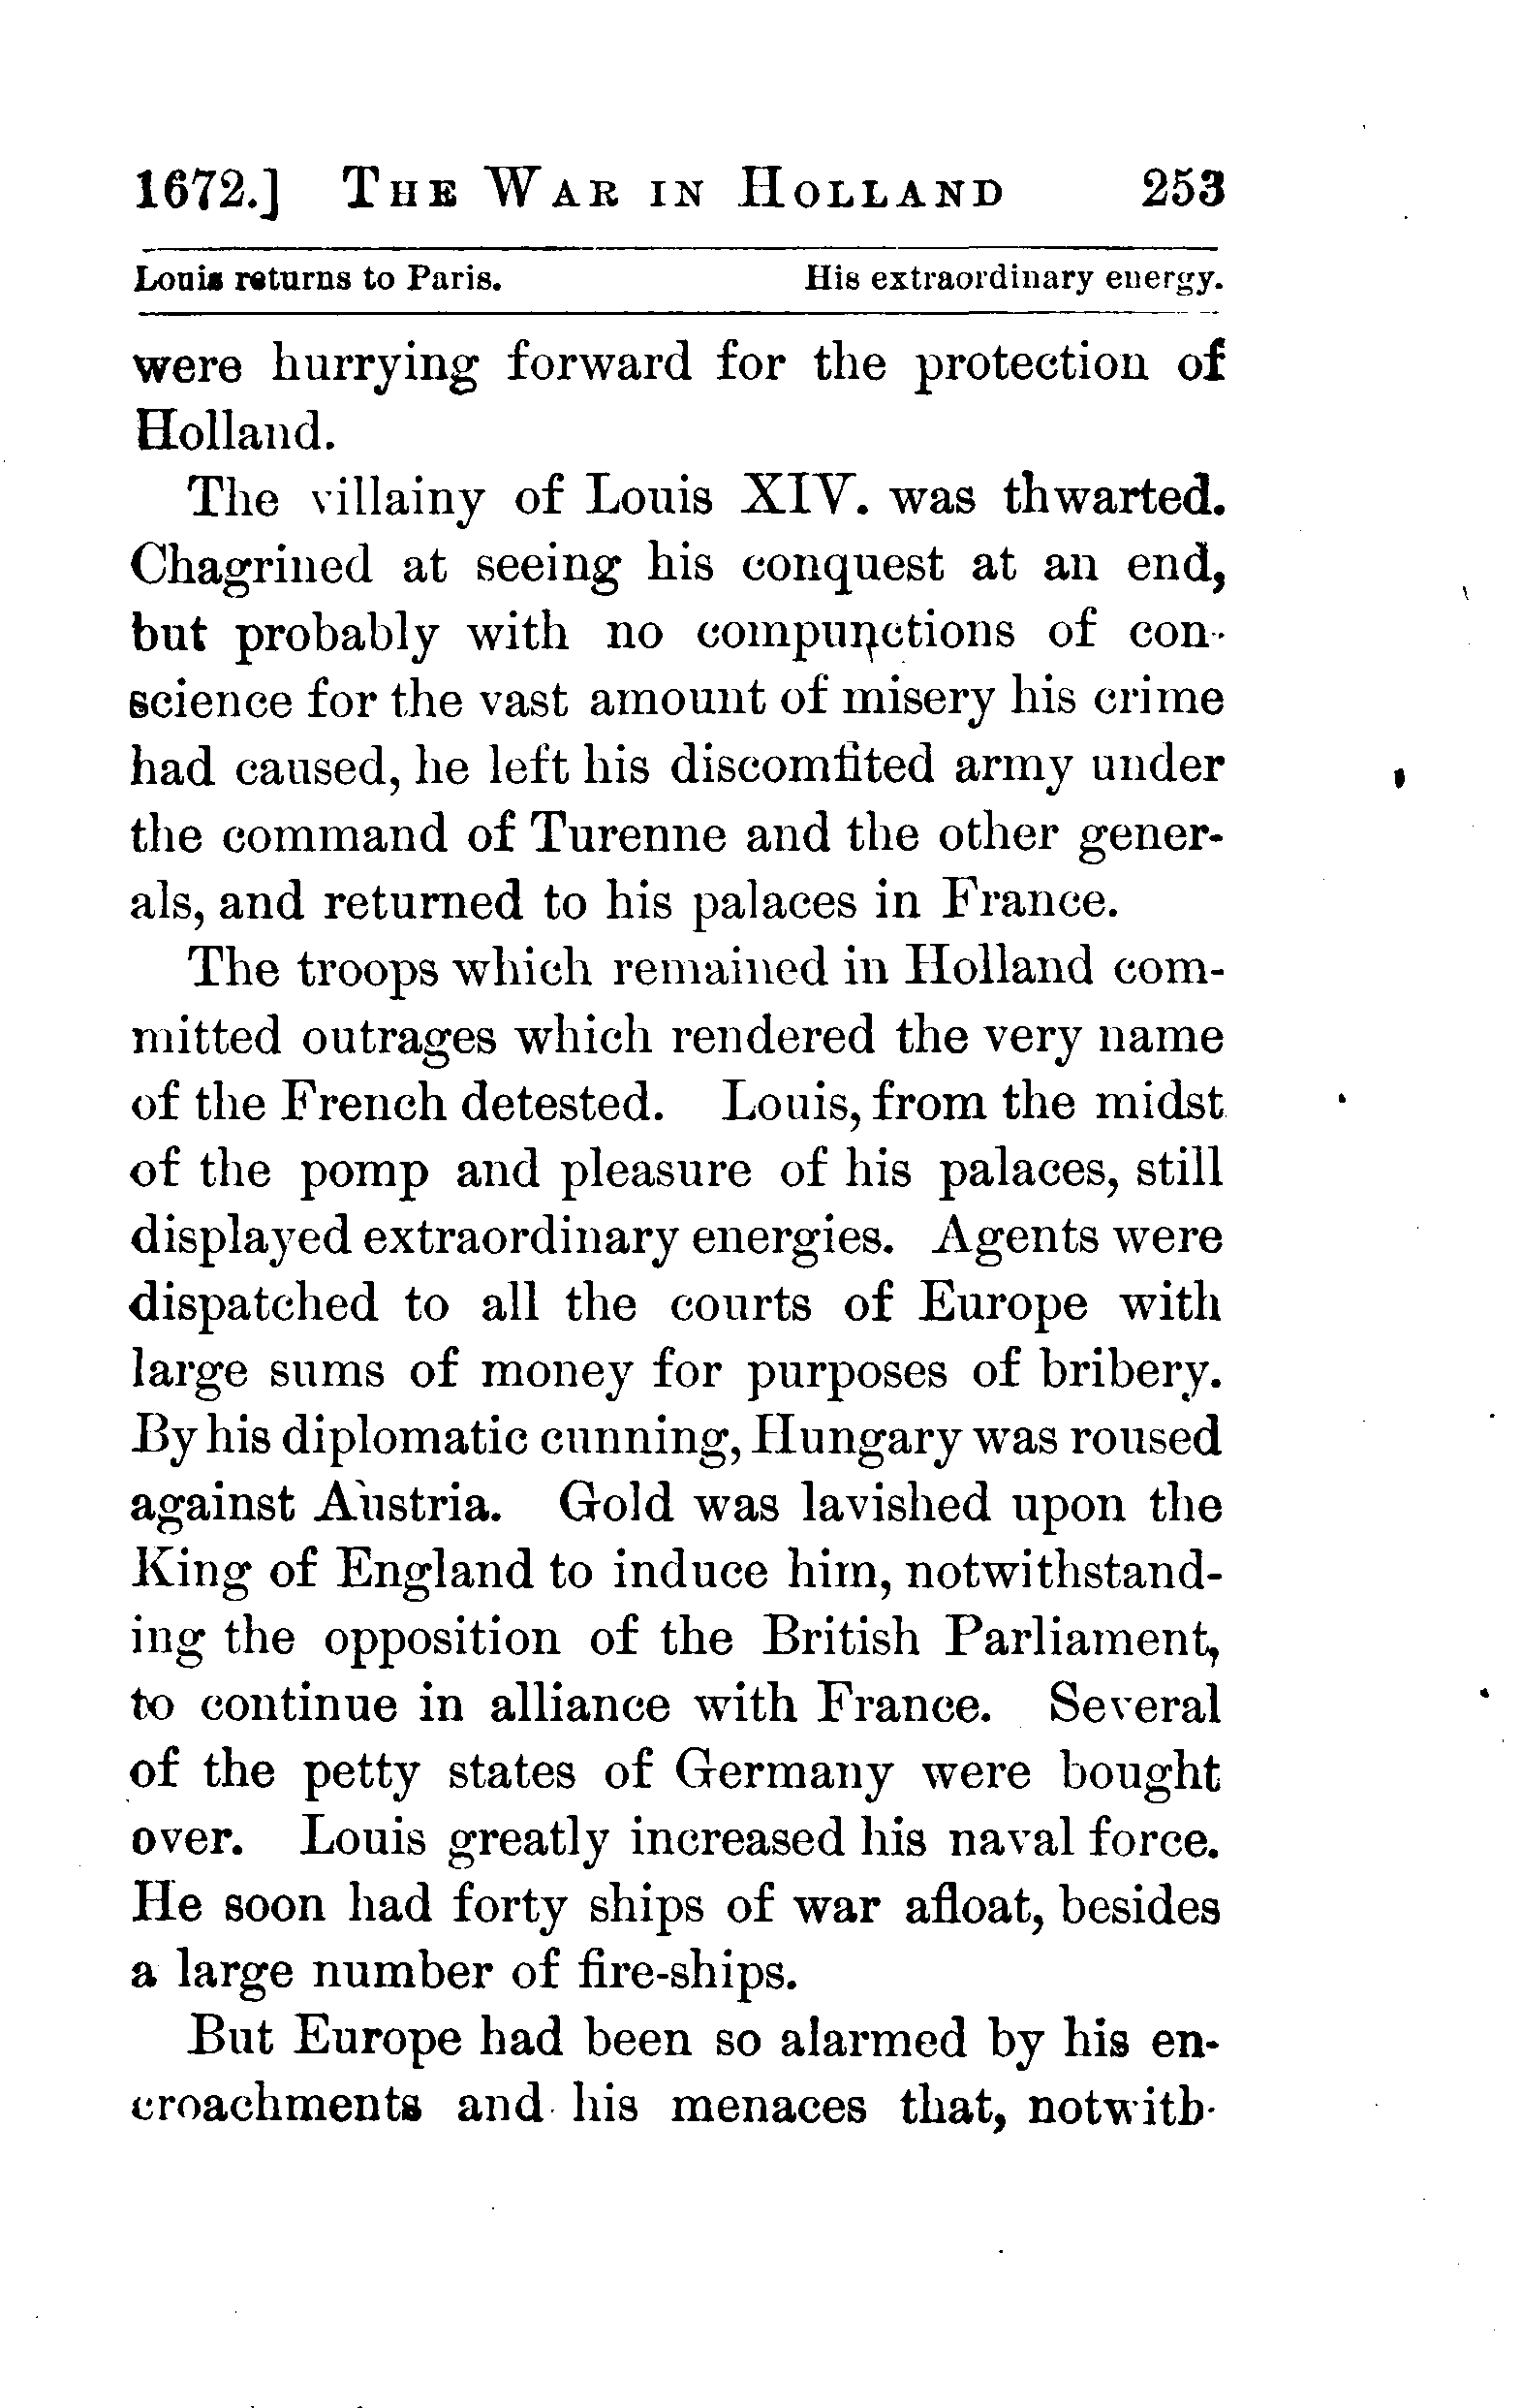 1672.] THE WAR IN HOLLAND 253
Louis returns to Paris. His extraordinary energy.
were hurrying forward for the protection of
Holland.
The villainy of Louis XIV. was thwarted.
Chagrined at seeing his conquest at an end,
but probably with no compunctions of con-
science for the vast amount of misery his crime
had caused, he left his discomfited army under
the command of Turenne and the other gener-
als, and returned to his palaces in France.
The troops which remained in Holland com-
mitted outrages which rendered the very name
of the French detested. Louis, from the midst
of the pomp and pleasure of his palaces, still
displayed extraordinary energies. Agents were
dispatched to all the courts of Europe with
large sums of money for purposes of bribery.
By his diplomatic cunning, Hungary was roused
against Austria. Gold was lavished upon the
King of England to induce him, notwithstand-
ing the opposition of the British Parliament,
to continue in alliance with France. Several
of the petty states of Germany were bought
over. Louis greatly increased his naval force.
He soon had forty ships of war afloat, besides
a large number of fire-ships.
But Europe had been so alarmed by his en-
croachments and his menaces that, notwith-